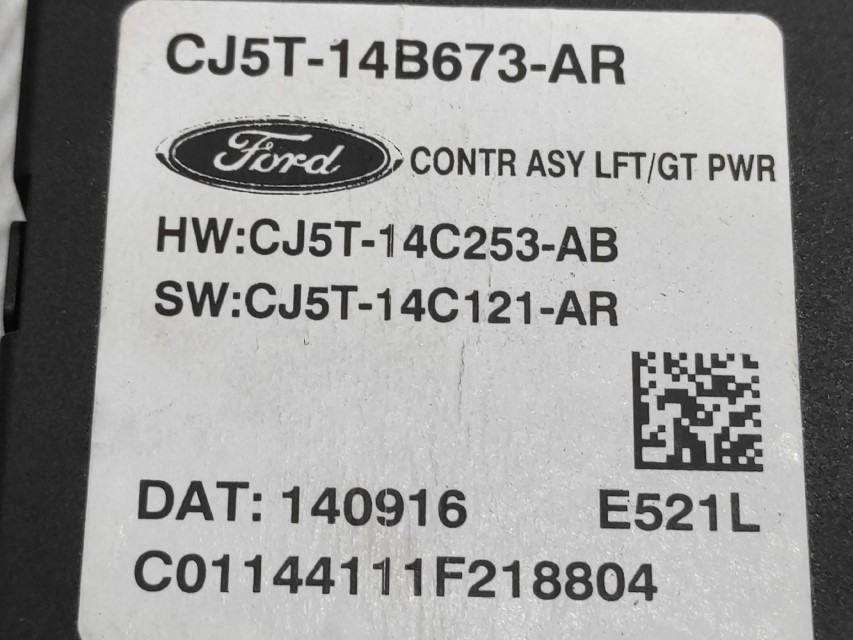 CJ5T-14B673-AR
Ford CONTR ASY LFT/GT PWR
HW:CJ5T-14C253-AB
SW:CJ5T-14C121-AR
DAT: 140916 E521L
C01144111F218804